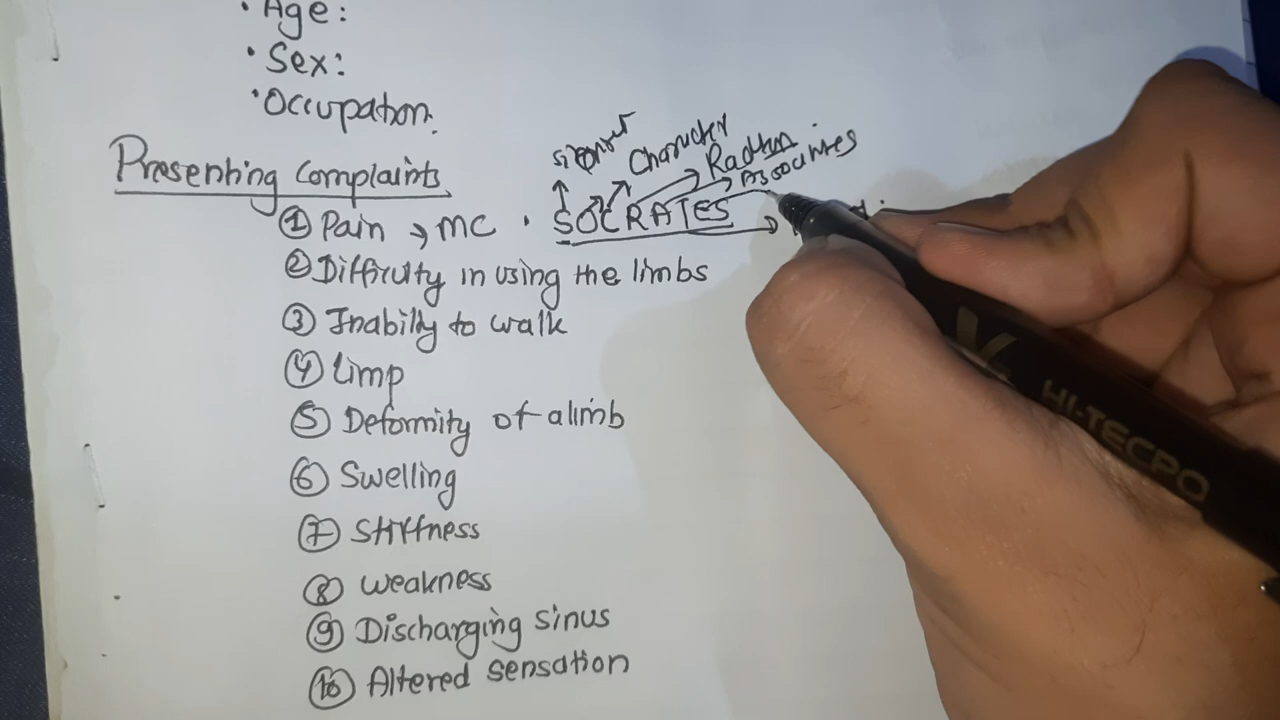 • Age:
• Sex:
• Occupation:
Presenting Complaints
Character
① Pain → MC • SOCRATES
② Difficulty in using the limbs
③ Inability to walk
④ Limp
⑤ Deformity of a limb
⑥ Swelling
⑦ Stiffness
⑧ Weakness
⑨ Discharging sinus
⑩ Altered sensation
HI-TECPO